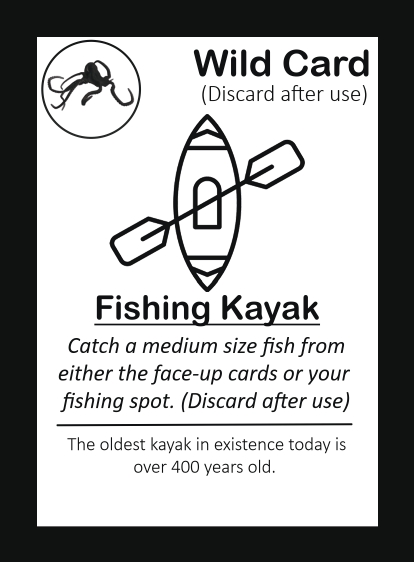 Wild Card
(Discard after use)
Fishing Kayak
Catch a medium size fish from
either the face-up cards or your
fishing spot. (Discard after use)
The oldest kayak in existence today is
over 400 years old.